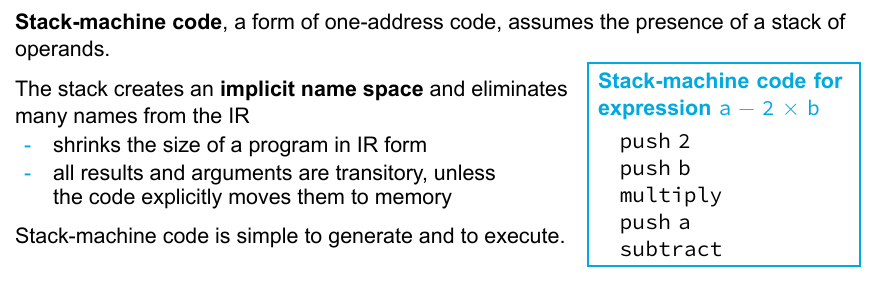 Stack-machine code, a form of one-address code, assumes the presence of a stack of
operands.
The stack creates an implicit name space and eliminates
many names from the IR
- shrinks the size of a program in IR form
- all results and arguments are transitory, unless
the code explicitly moves them to memory
Stack-machine code is simple to generate and to execute.
Stack-machine code for
expression a − 2 × b
push 2
push b
multiply
push a
subtract